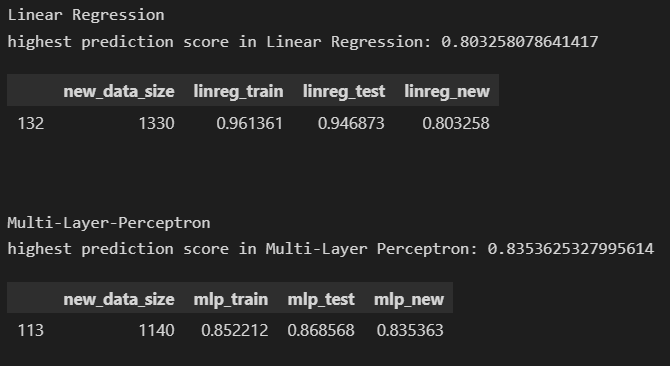 Linear Regression
highest prediction score in Linear Regression: 0.803258078641417
new_data_size linreg_train linreg_test linreg_new
132 1330 0.961361 0.946873 0.803258
Multi-Layer-Perceptron
highest prediction score in Multi-Layer Perceptron: 0.8353625327995614
new_data_size mlp_train mlp_test mlp_new
113 1140 0.852212 0.868568 0.835363